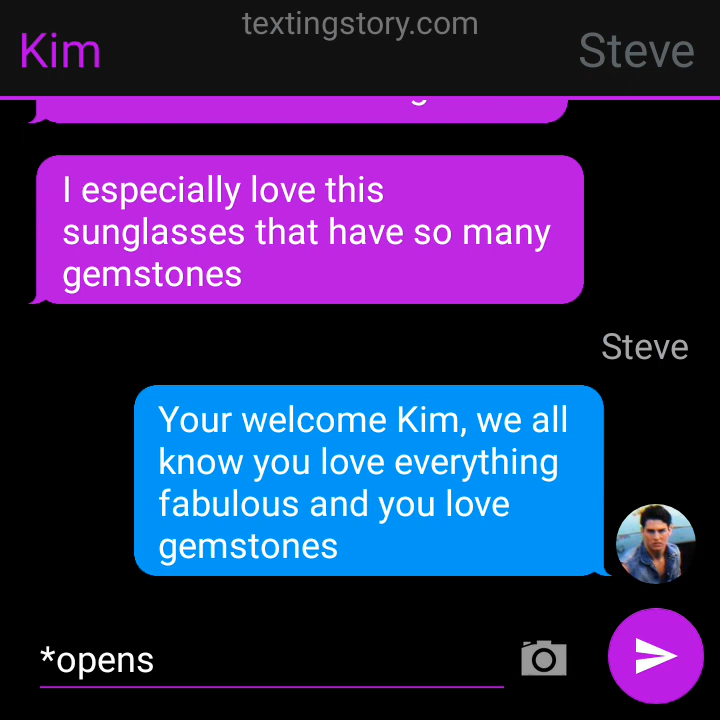 textingstory.com
Kim
Steve
I especially love this
sunglasses that have so many
gemstones
Steve
Your welcome Kim, we all
know you love everything
fabulous and you love
gemstones
*opens